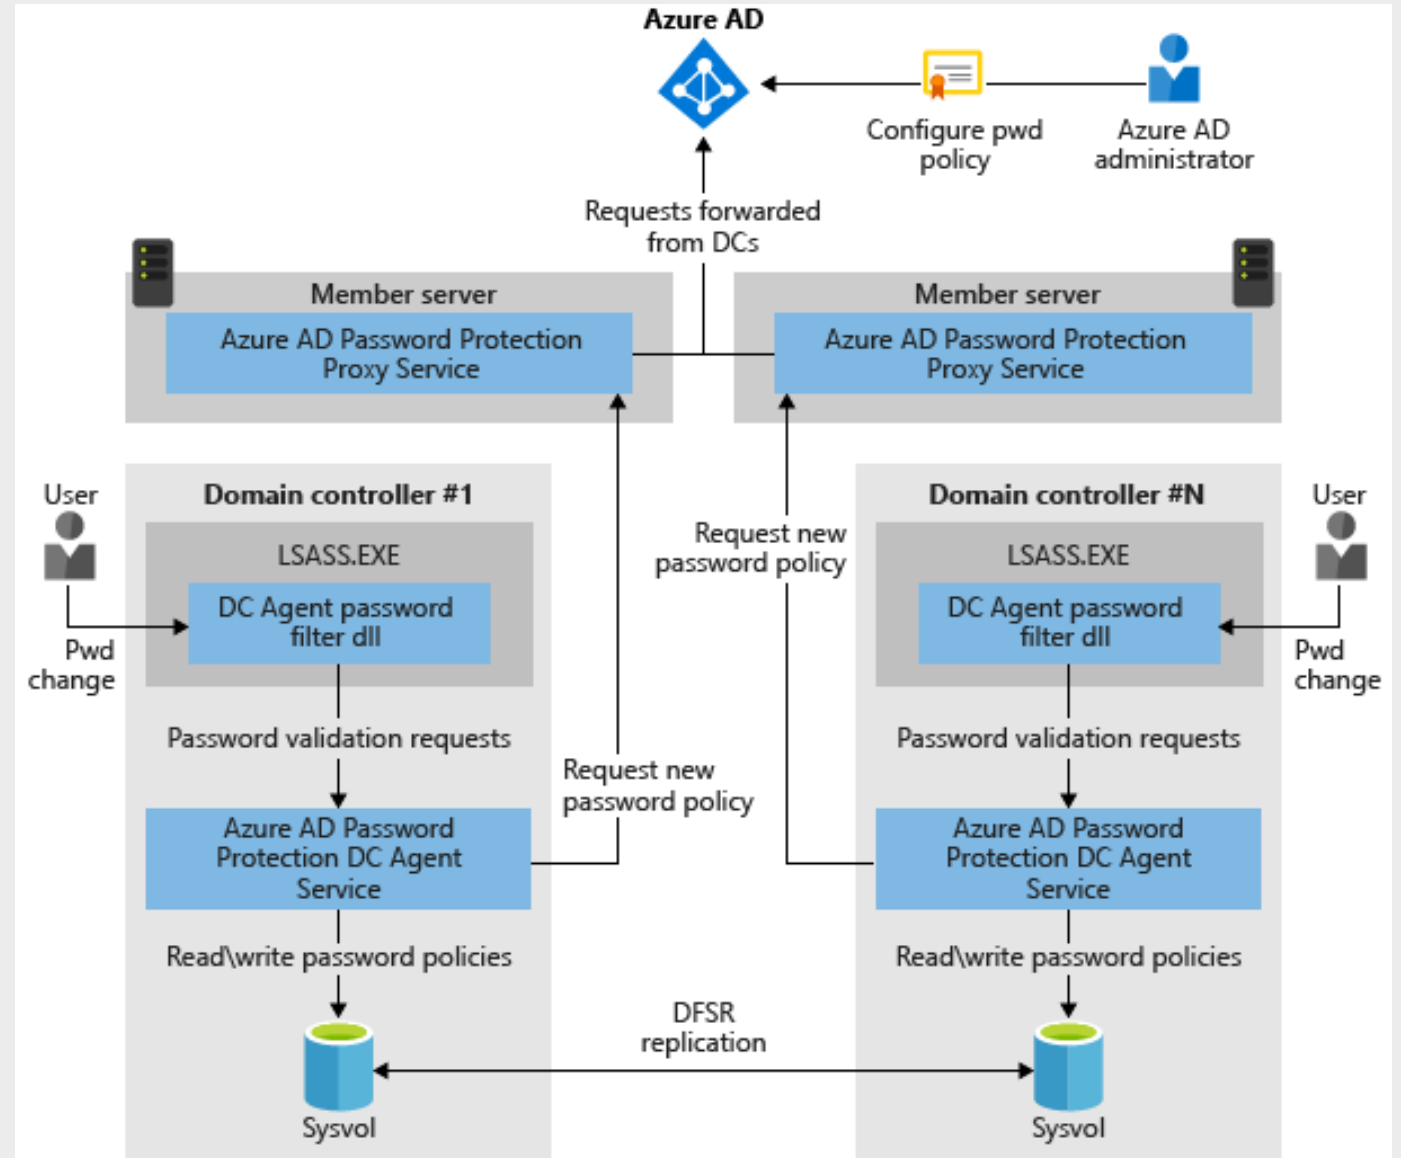 Azure AD
Configure pwd
policy
Azure AD
administrator
Requests forwarded
from DCs
Member server
Azure AD Password Protection
Proxy Service
Member server
Azure AD Password Protection
Proxy Service
User
Domain controller #1
LSASS.EXE
DC Agent password
filter dll
Pwd
change
Password validation requests
Request new
password policy
Azure AD Password
Protection DC Agent
Service
Read\write password policies
Sysvol
DFSR
replication
Request new
password policy
Domain controller #N
User
LSASS.EXE
DC Agent password
filter dll
Pwd
change
Password validation requests
Azure AD Password
Protection DC Agent
Service
Read\write password policies
Sysvol